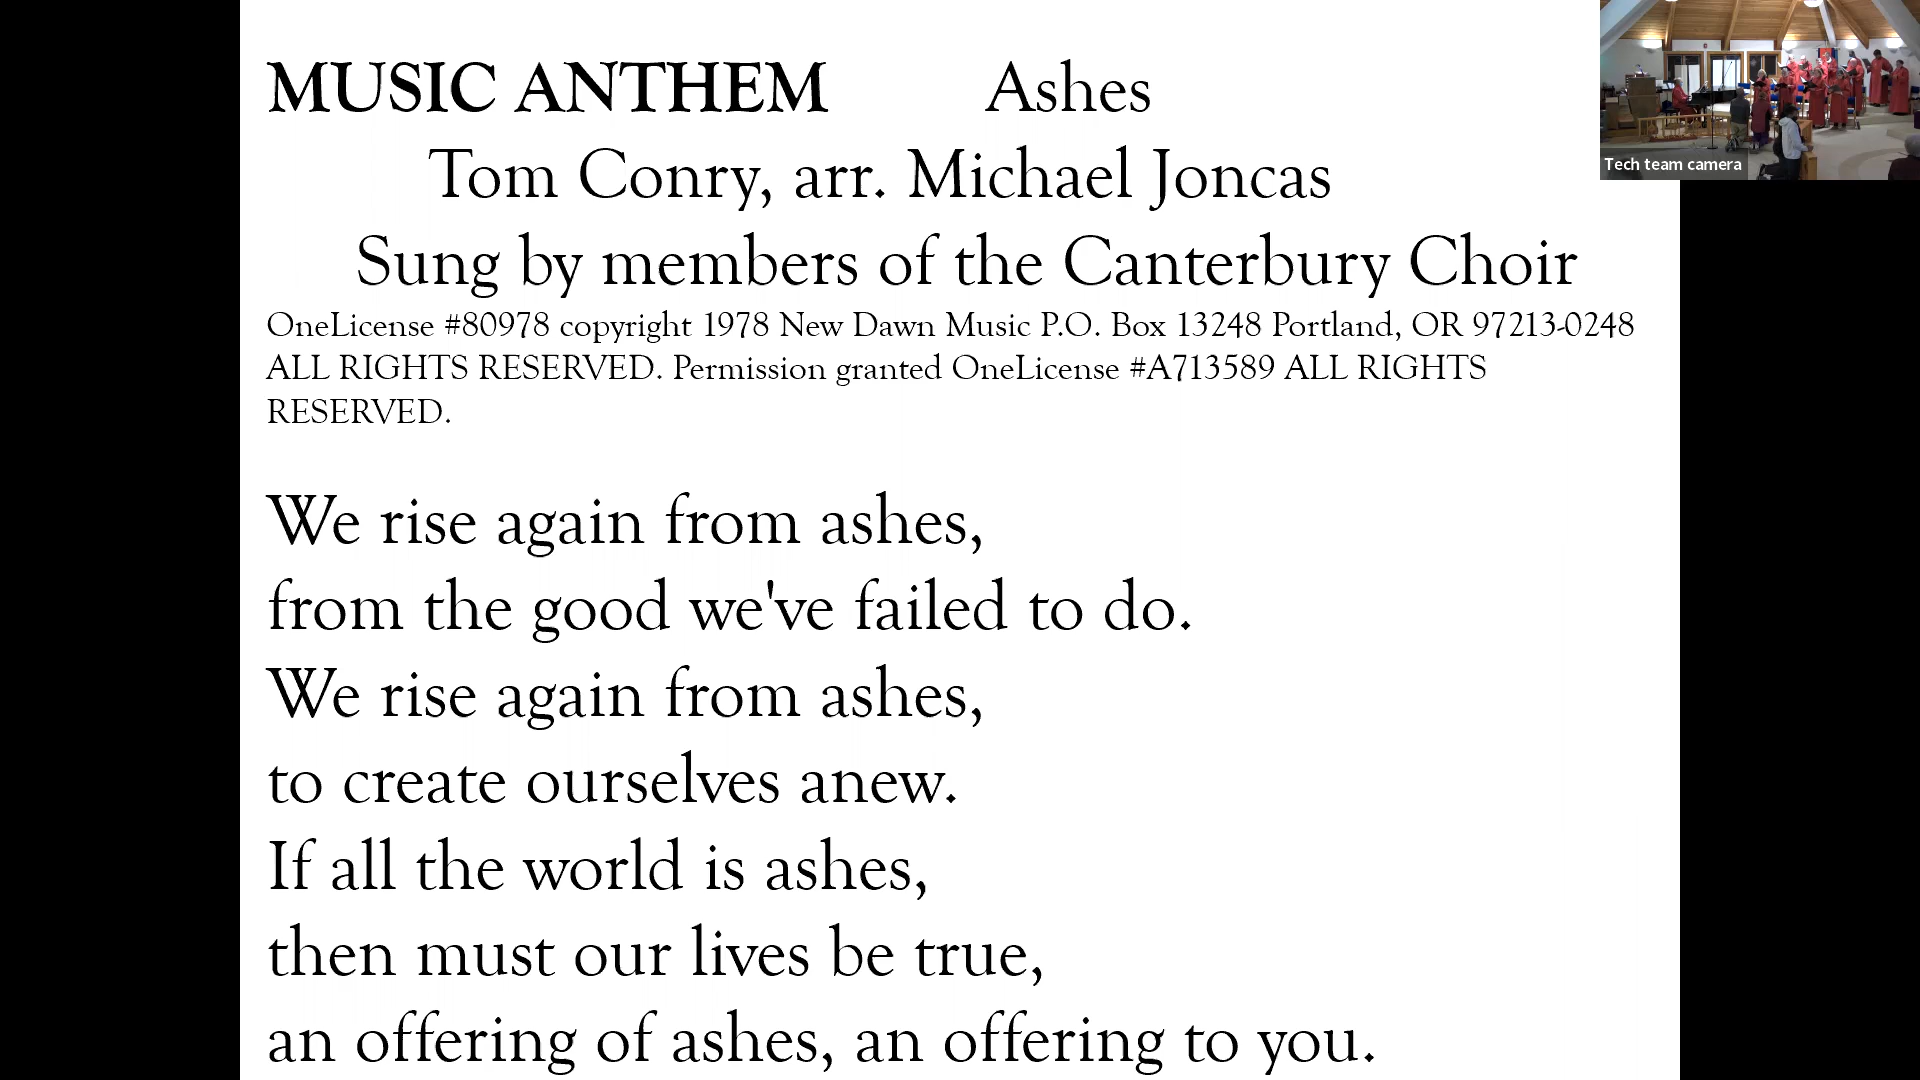 MUSIC ANTHEM Ashes
Tom Conry, arr. Michael Joncas
Sung by members of the Canterbury Choir
OneLicense #80978 copyright 1978 New Dawn Music P.O. Box 13248 Portland, OR 97213-0248
ALL RIGHTS RESERVED. Permission granted OneLicense #A713589 ALL RIGHTS
RESERVED.
We rise again from ashes,
from the good we've failed to do.
We rise again from ashes,
to create ourselves anew.
If all the world is ashes,
then must our lives be true,
an offering of ashes, an offering to you.
Tech team camera